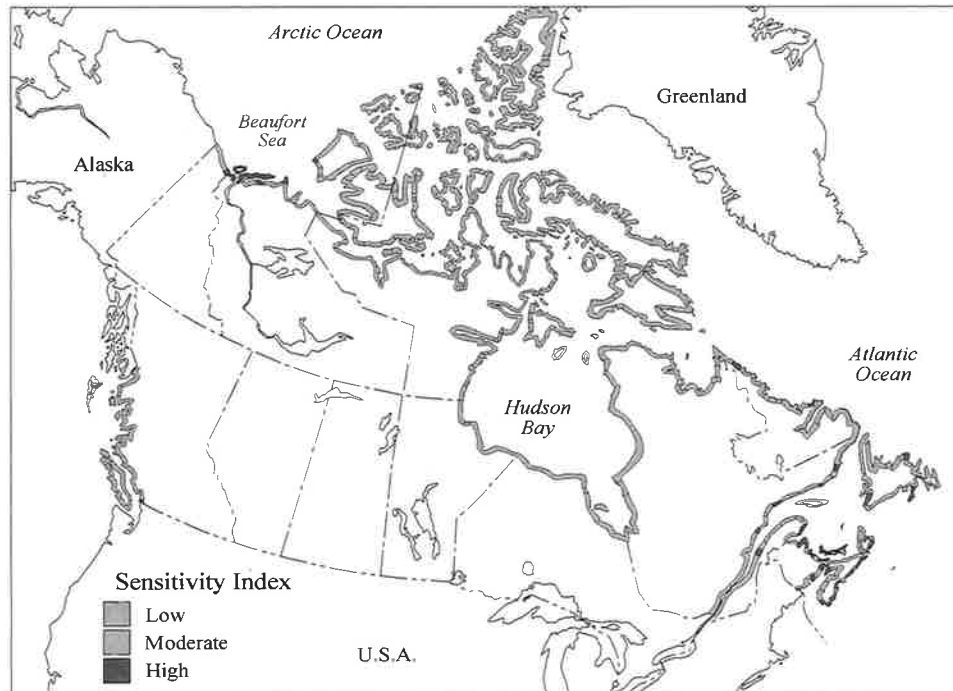 Arctic Ocean
Greenland
Beaufort
Sea
Alaska
Atlantic
Ocean
Hudson
Bay
Sensitivity Index
Low
Moderate
High
U.S.A.